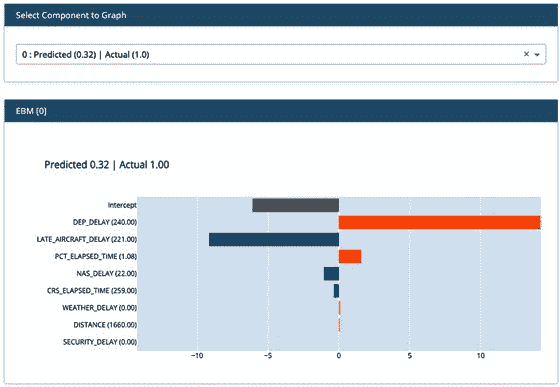 Select Component to Graph
0 : Predicted (0.32) | Actual (1.0)
EBM [0]
Predicted 0.32 | Actual 1.00
Intercept
DEP_DELAY (240.00)
LATE_AIRCRAFT_DELAY (221.00)
PCT_ELAPSED_TIME (1.08)
NAS_DELAY (22.00)
CRS_ELAPSED_TIME (259.00)
WEATHER_DELAY (0.00)
DISTANCE (1660.00)
SECURITY_DELAY (0.00)
−10 −5 0 5 10